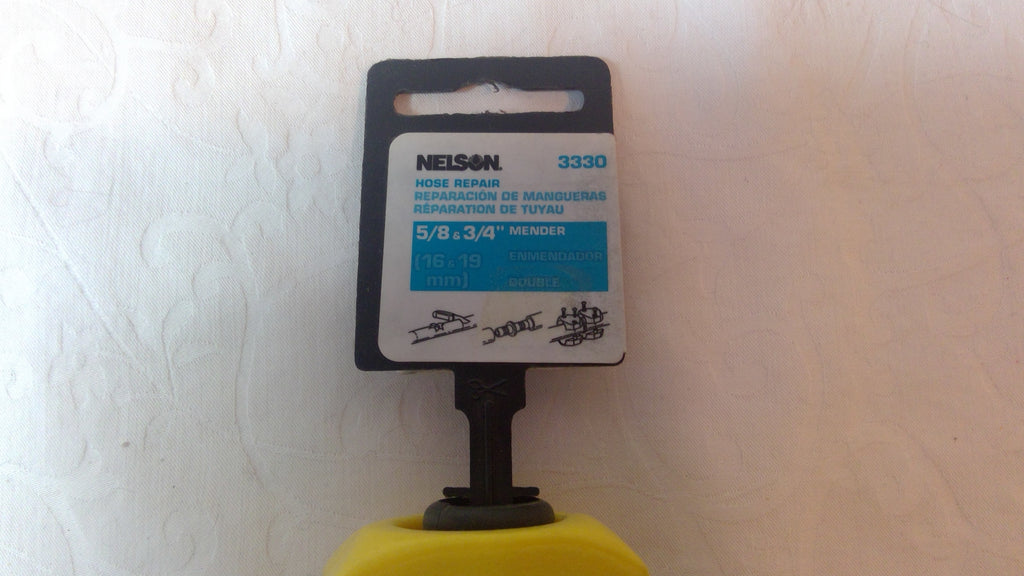 NELSON. 3330
HOSE REPAIR
REPARACIÓN DE MANGUERAS
RÉPARATION DE TUYAU
5/8 & 3/4" MENDER
(16 & 19 ENMENDADOR
mm) DOUBLE